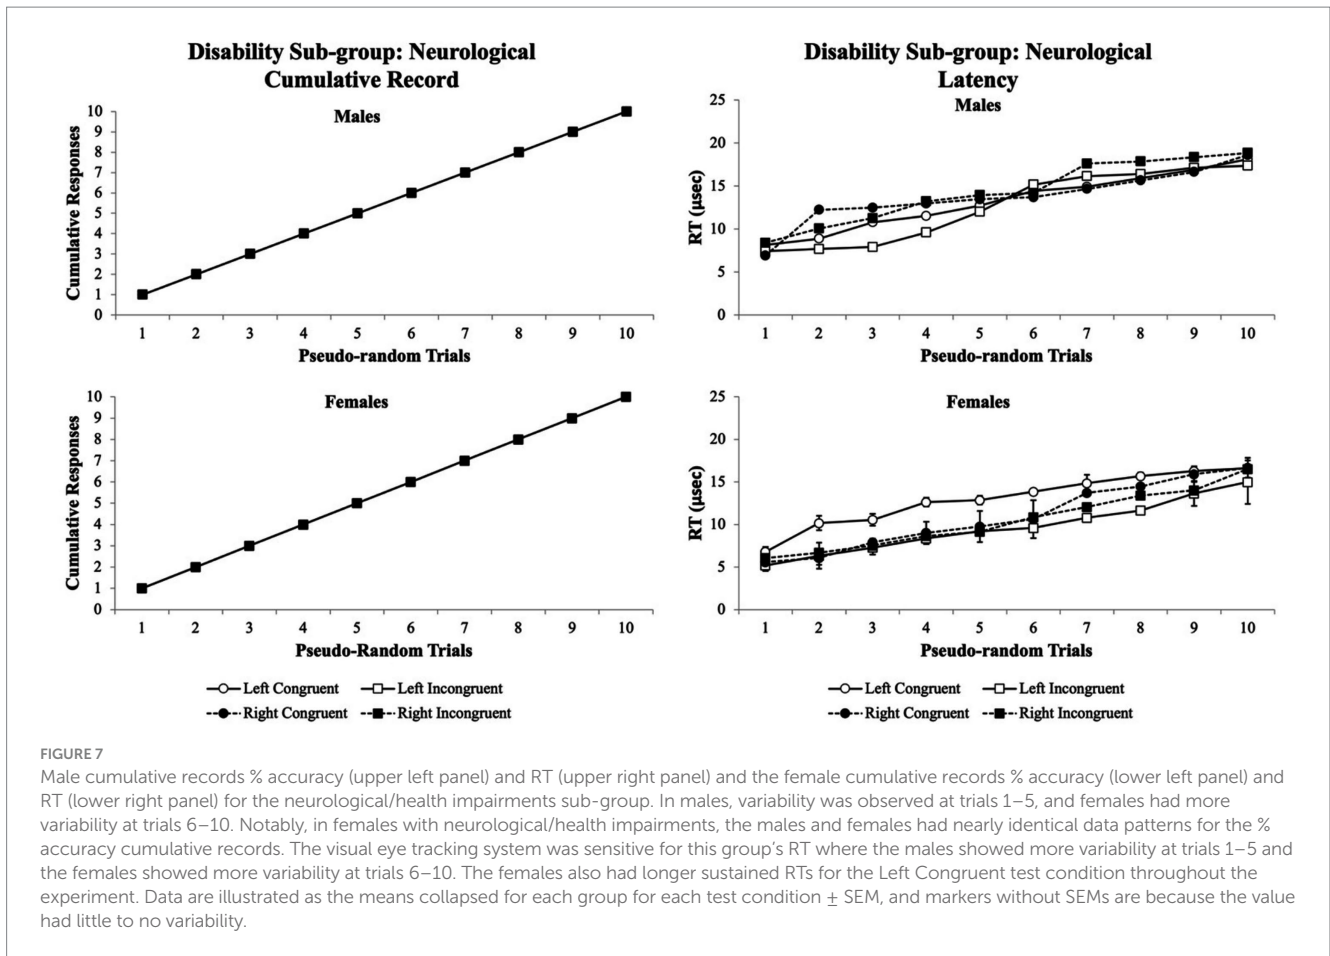 Disability Sub-group: Neurological
Cumulative Record
Males
Cumulative Responses
10
9
8
7
6
5
4
3
2
1
0
1 2 3 4 5 6 7 8 9 10
Pseudo-random Trials
Disability Sub-group: Neurological
Latency
Males
RT (µsec)
25
20
15
10
5
0
1 2 3 4 5 6 7 8 9 10
Pseudo-random Trials
Females
Cumulative Responses
10
9
8
7
6
5
4
3
2
1
0
1 2 3 4 5 6 7 8 9 10
Pseudo-Random Trials
Left Congruent Left Incongruent
Right Congruent Right Incongruent
Females
RT (µsec)
25
20
15
10
5
0
1 2 3 4 5 6 7 8 9 10
Pseudo-random Trials
Left Congruent Left Incongruent
Right Congruent Right Incongruent
FIGURE 7
Male cumulative records % accuracy (upper left panel) and RT (upper right panel) and the female cumulative records % accuracy (lower left panel) and
RT (lower right panel) for the neurological/health impairments sub-group. In males, variability was observed at trials 1–5, and females had more
variability at trials 6–10. Notably, in females with neurological/health impairments, the males and females had nearly identical data patterns for the %
accuracy cumulative records. The visual eye tracking system was sensitive for this group's RT where the males showed more variability at trials 1–5 and
the females showed more variability at trials 6–10. The females also had longer sustained RTs for the Left Congruent test condition throughout the
experiment. Data are illustrated as the means collapsed for each group for each test condition ± SEM, and markers without SEMs are because the value
had little to no variability.